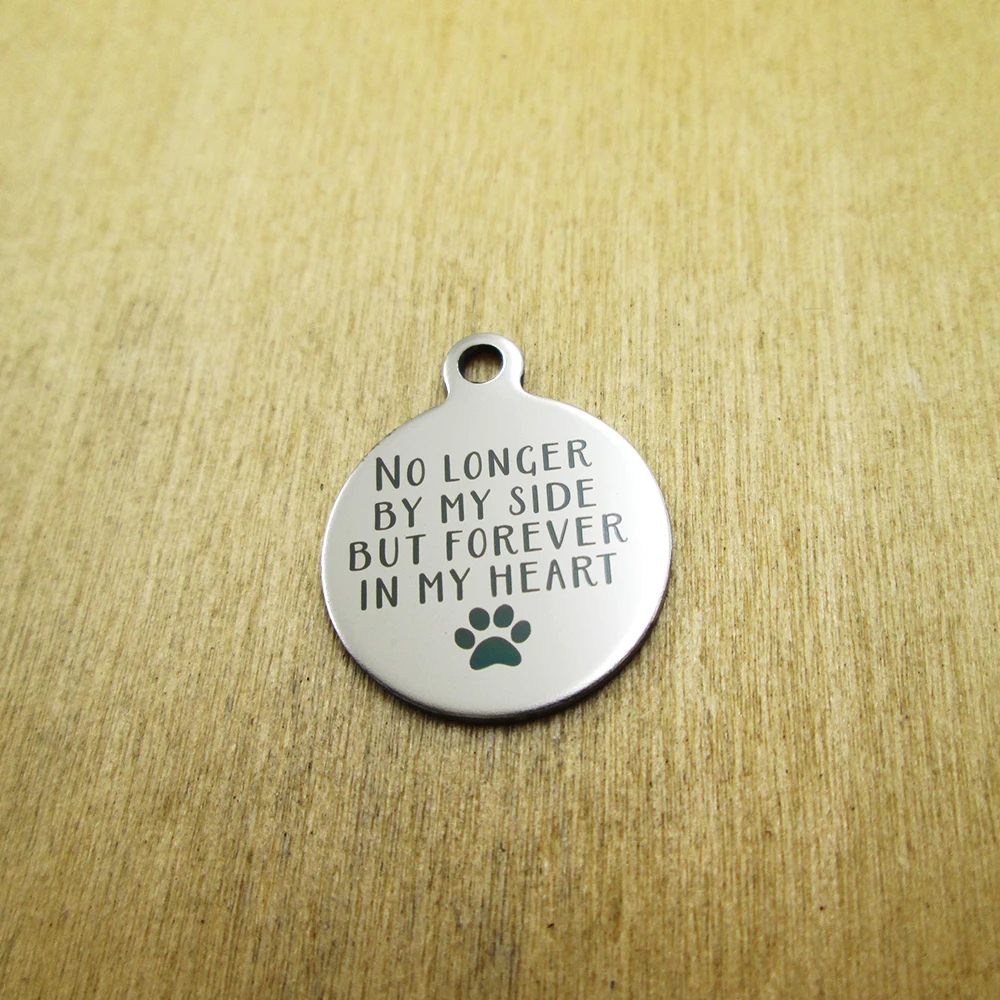 NO LONGER
BY MY SIDE
BUT FOREVER
IN MY HEART